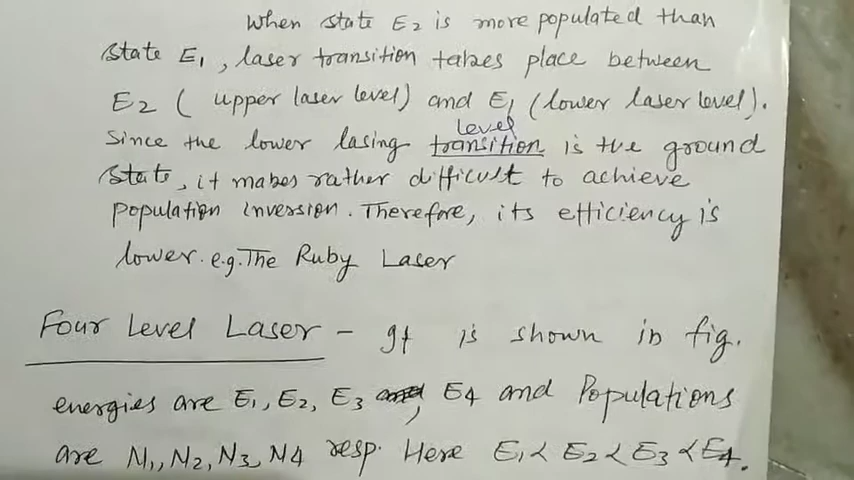 When state E2 is more populated than
state E1, laser transition takes place between
E2 ( upper laser level) and E1 (lower laser level).
level
Since the lower lasing transition is the ground
state, it makes rather difficult to achieve
population inversion. Therefore, its efficiency is
lower. e.g. The Ruby Laser
Four Level Laser - It is shown in fig.
energies are E1, E2, E3, E4 and Populations
are N1, N2, N3, N4 resp. Here E1 < E2 < E3 < E4.